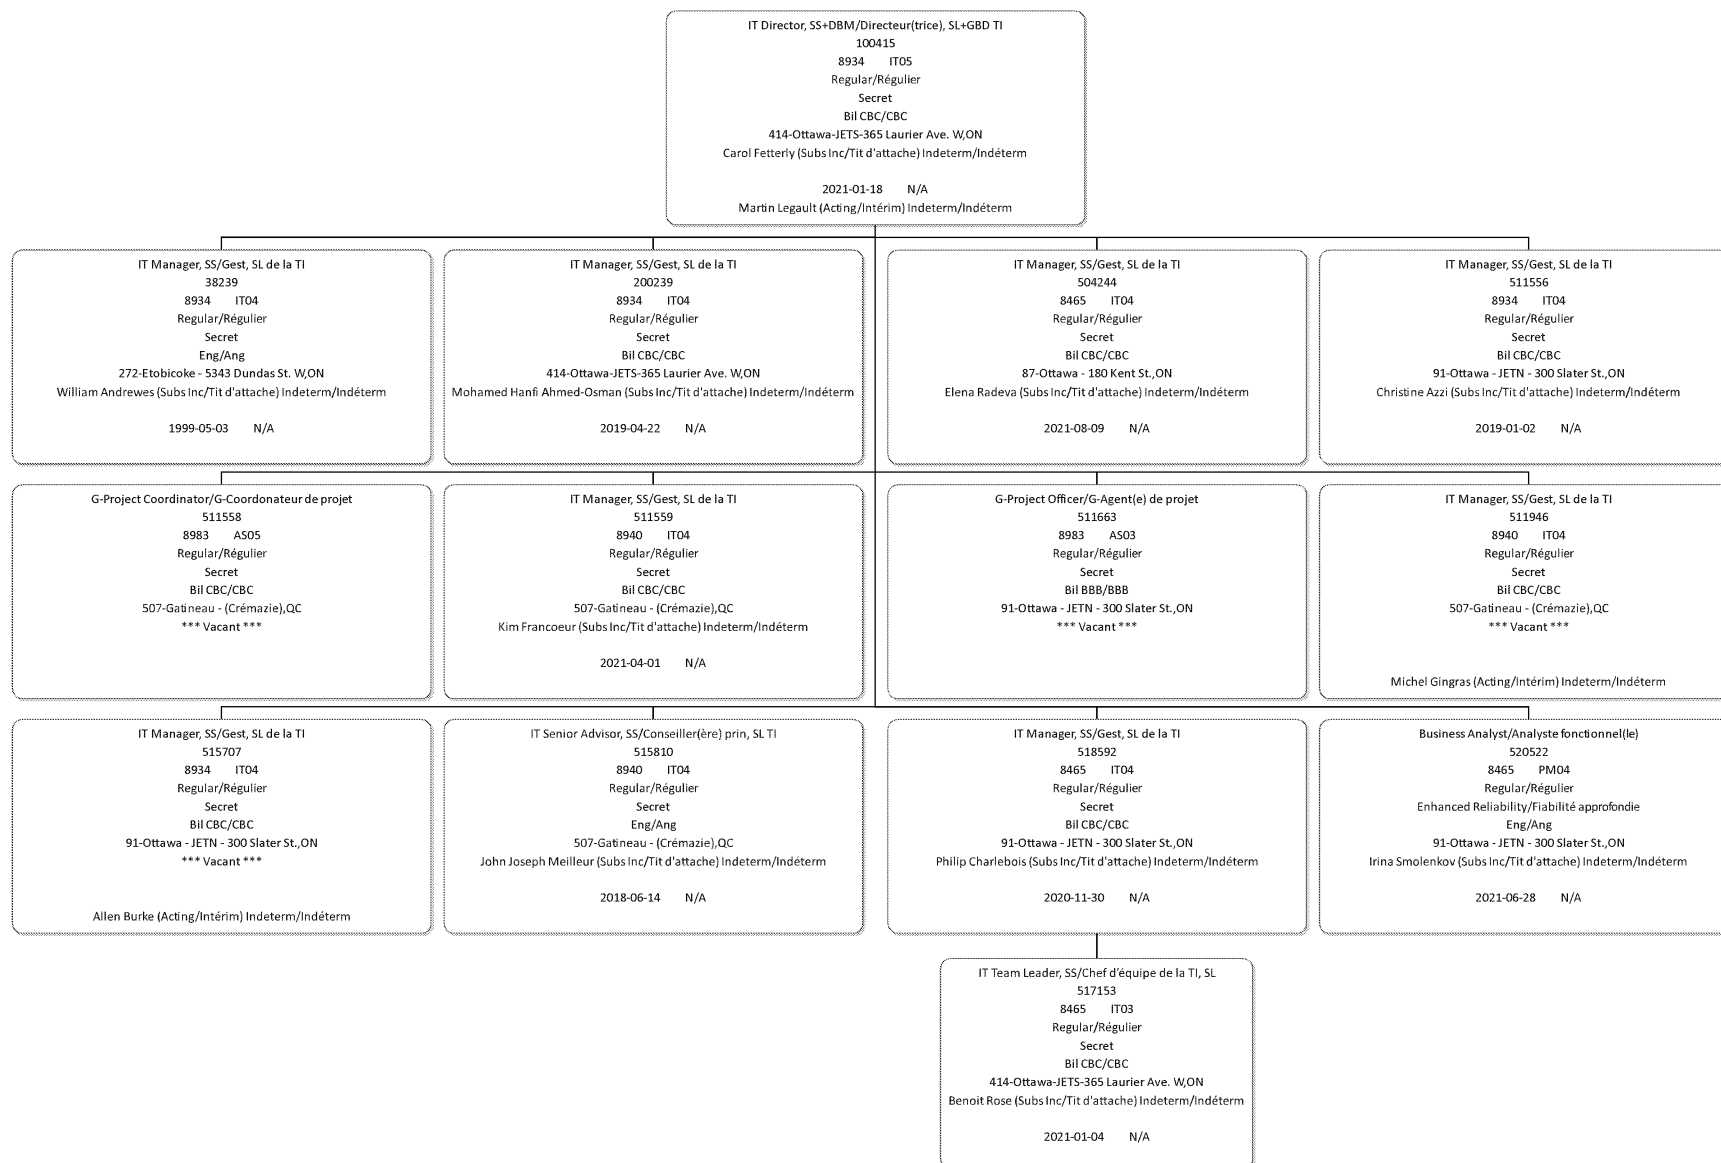 IT Director, SS+DBM/Directeur(trice), SL+GBD TI
100415
8934 IT05
Regular/Régulier
Secret
Bil CBC/CBC
414-Ottawa-JETS-365 Laurier Ave. W,ON
Carol Fetterly (Subs Inc/Tit d'attache) Indeterm/Indéterm
2021-01-18 N/A
Martin Legault (Acting/Intérim) Indeterm/Indéterm
IT Manager, SS/Gest, SL de la TI
38239
8934 IT04
Regular/Régulier
Secret
Eng/Ang
272-Etobicoke - 5343 Dundas St. W,ON
William Andrewes (Subs Inc/Tit d'attache) Indeterm/Indéterm
1999-05-03 N/A
IT Manager, SS/Gest, SL de la TI
200239
8934 IT04
Regular/Régulier
Secret
Bil CBC/CBC
414-Ottawa-JETS-365 Laurier Ave. W,ON
Mohamed Hanfi Ahmed-Osman (Subs Inc/Tit d'attache) Indeterm/Indéterm
2019-04-22 N/A
IT Manager, SS/Gest, SL de la TI
504244
8465 IT04
Regular/Régulier
Secret
Bil CBC/CBC
87-Ottawa - 180 Kent St.,ON
Elena Radeva (Subs Inc/Tit d'attache) Indeterm/Indéterm
2021-08-09 N/A
IT Manager, SS/Gest, SL de la TI
511556
8934 IT04
Regular/Régulier
Secret
Bil CBC/CBC
91-Ottawa - JETN - 300 Slater St.,ON
Christine Azzi (Subs Inc/Tit d'attache) Indeterm/Indéterm
2019-01-02 N/A
G-Project Coordinator/G-Coordonateur de projet
511558
8983 AS05
Regular/Régulier
Secret
Bil CBC/CBC
507-Gatineau - (Crémazie),QC
*** Vacant ***
IT Manager, SS/Gest, SL de la TI
511559
8940 IT04
Regular/Régulier
Secret
Bil CBC/CBC
507-Gatineau - (Crémazie),QC
Kim Francoeur (Subs Inc/Tit d'attache) Indeterm/Indéterm
2021-04-01 N/A
G-Project Officer/G-Agent(e) de projet
511663
8983 AS03
Regular/Régulier
Secret
Bil BBB/BBB
91-Ottawa - JETN - 300 Slater St.,ON
*** Vacant ***
IT Manager, SS/Gest, SL de la TI
511946
8940 IT04
Regular/Régulier
Secret
Bil CBC/CBC
507-Gatineau - (Crémazie),QC
*** Vacant ***
Michel Gingras (Acting/Intérim) Indeterm/Indéterm
IT Manager, SS/Gest, SL de la TI
515707
8934 IT04
Regular/Régulier
Secret
Bil CBC/CBC
91-Ottawa - JETN - 300 Slater St.,ON
*** Vacant ***
Allen Burke (Acting/Intérim) Indeterm/Indéterm
IT Senior Advisor, SS/Conseiller(ère) prin, SL TI
515810
8940 IT04
Regular/Régulier
Secret
Eng/Ang
507-Gatineau - (Crémazie),QC
John Joseph Meilleur (Subs Inc/Tit d'attache) Indeterm/Indéterm
2018-06-14 N/A
IT Manager, SS/Gest, SL de la TI
518592
8465 IT04
Regular/Régulier
Secret
Bil CBC/CBC
91-Ottawa - JETN - 300 Slater St.,ON
Philip Charlebois (Subs Inc/Tit d'attache) Indeterm/Indéterm
2020-11-30 N/A
Business Analyst/Analyste fonctionnel(le)
520522
8465 PM04
Regular/Régulier
Enhanced Reliability/Fiabilité approfondie
Eng/Ang
91-Ottawa - JETN - 300 Slater St.,ON
Irina Smolenkov (Subs Inc/Tit d'attache) Indeterm/Indéterm
2021-06-28 N/A
IT Team Leader, SS/Chef d'équipe de la TI, SL
517153
8465 IT03
Regular/Régulier
Secret
Bil CBC/CBC
414-Ottawa-JETS-365 Laurier Ave. W,ON
Benoit Rose (Subs Inc/Tit d'attache) Indeterm/Indéterm
2021-01-04 N/A